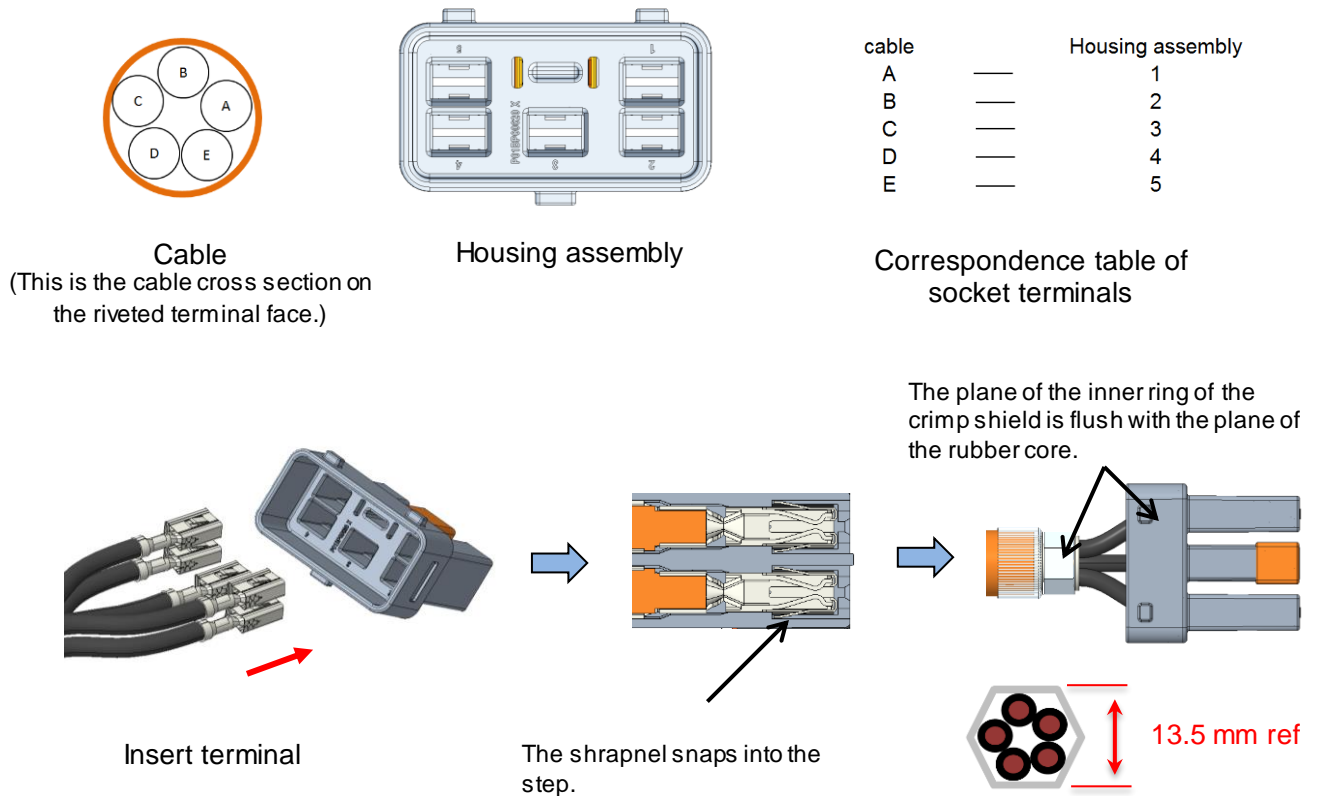 B
C
A
D
E
5
1
P01BP00020 X
4
3
2
cable Housing assembly
A —— 1
B —— 2
C —— 3
D —— 4
E —— 5
Cable
(This is the cable cross section on
the riveted terminal face.)
Housing assembly
Correspondence table of
socket terminals
The plane of the inner ring of the
crimp shield is flush with the plane of
the rubber core.
Insert terminal
The shrapnel snaps into the
step.
13.5 mm ref